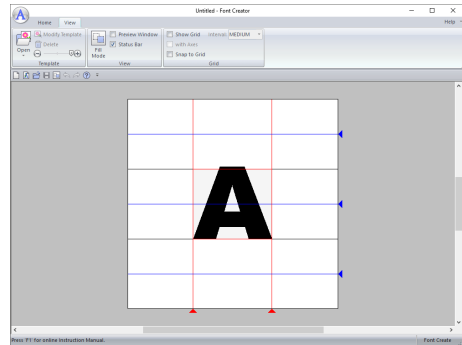 Untitled - Font Creator
Home View Help
Open
Modify Template
Delete
Template
Fill Mode
Preview Window
Status Bar
View
Show Grid Interval MEDIUM
with Axes
Snap to Grid
Grid
A
Press 'F1' for online Instruction Manual. Font Create